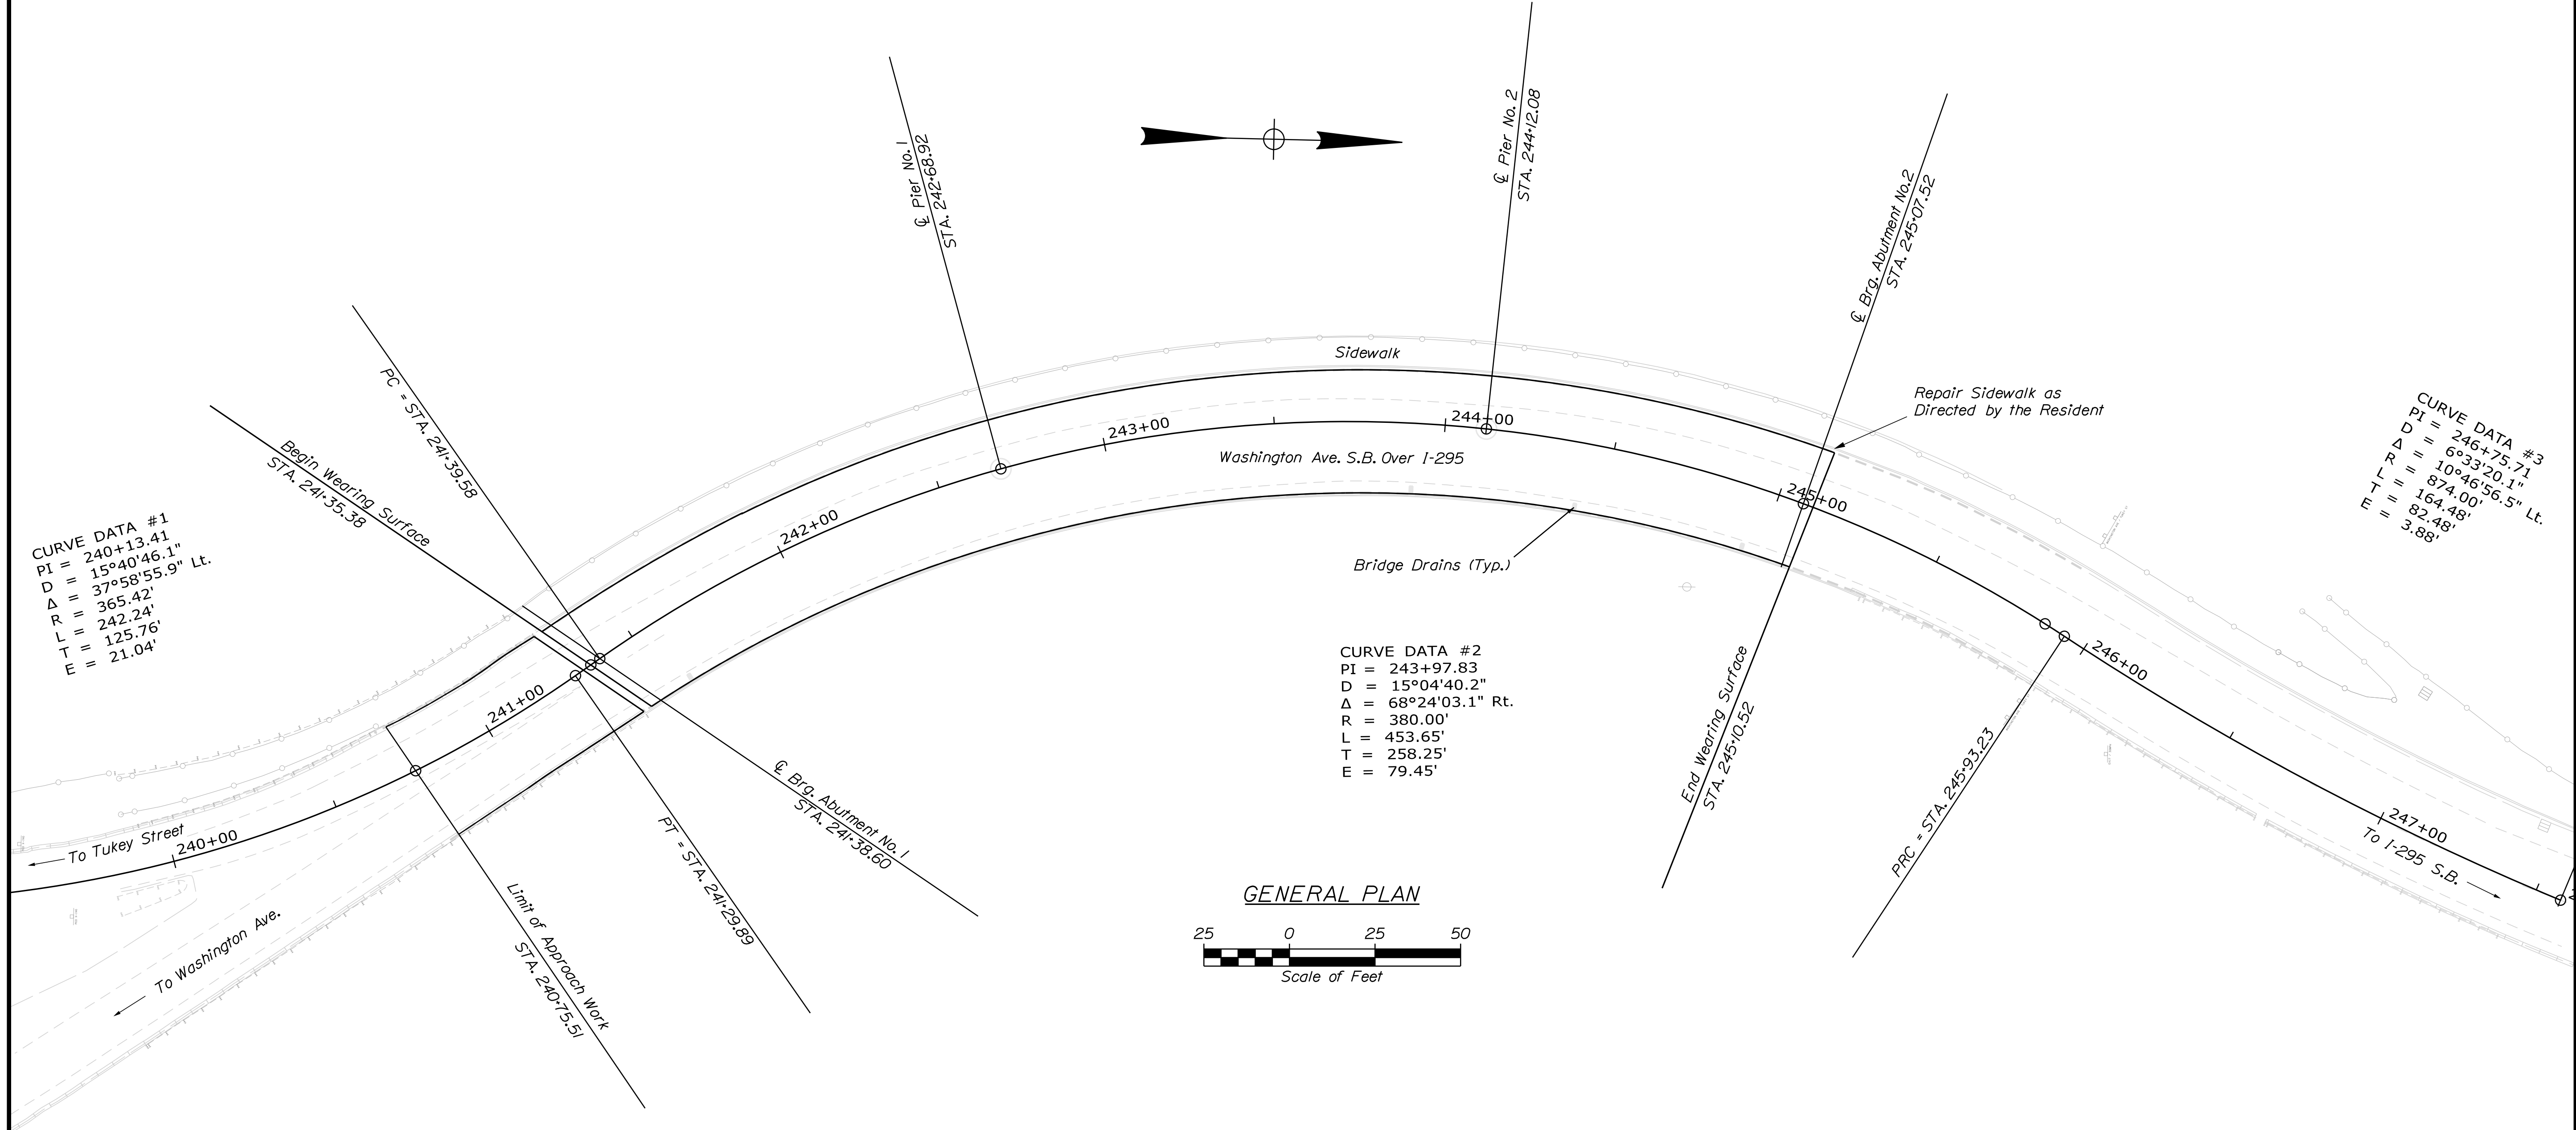 CURVE DATA #1
PI = 240+13.41
D = 15°40'46.1"
Δ = 37°58'55.9" Lt.
R = 365.42'
L = 242.24'
T = 125.76'
E = 21.04'
Begin Wearing Surface
STA. 241+35.38
PC = STA. 241+39.58
℄ Pier No. 1
STA. 242+68.92
℄ Pier No. 2
STA. 244+12.08
℄ Brg. Abutment No.2
STA. 245+07.52
Sidewalk
Repair Sidewalk as
Directed by the Resident
CURVE DATA #3
PI = 246+75.71
D = 6°33'20.1"
Δ = 10°46'56.5" Lt.
R = 874.00'
L = 164.48'
T = 82.48'
E = 3.88'
240+00
241+00
242+00
243+00
244+00
245+00
246+00
247+00
Washington Ave. S.B. Over I-295
Bridge Drains (Typ.)
CURVE DATA #2
PI = 243+97.83
D = 15°04'40.2"
Δ = 68°24'03.1" Rt.
R = 380.00'
L = 453.65'
T = 258.25'
E = 79.45'
To Tukey Street
To Washington Ave.
Limit of Approach Work
STA. 240+75.51
PT = STA. 241+29.89
℄ Brg. Abutment No. 1
STA. 241+38.60
End Wearing Surface
STA. 245+10.52
PRC = STA. 245+93.23
To I-295 S.B.
GENERAL PLAN
25 0 25 50
Scale of Feet